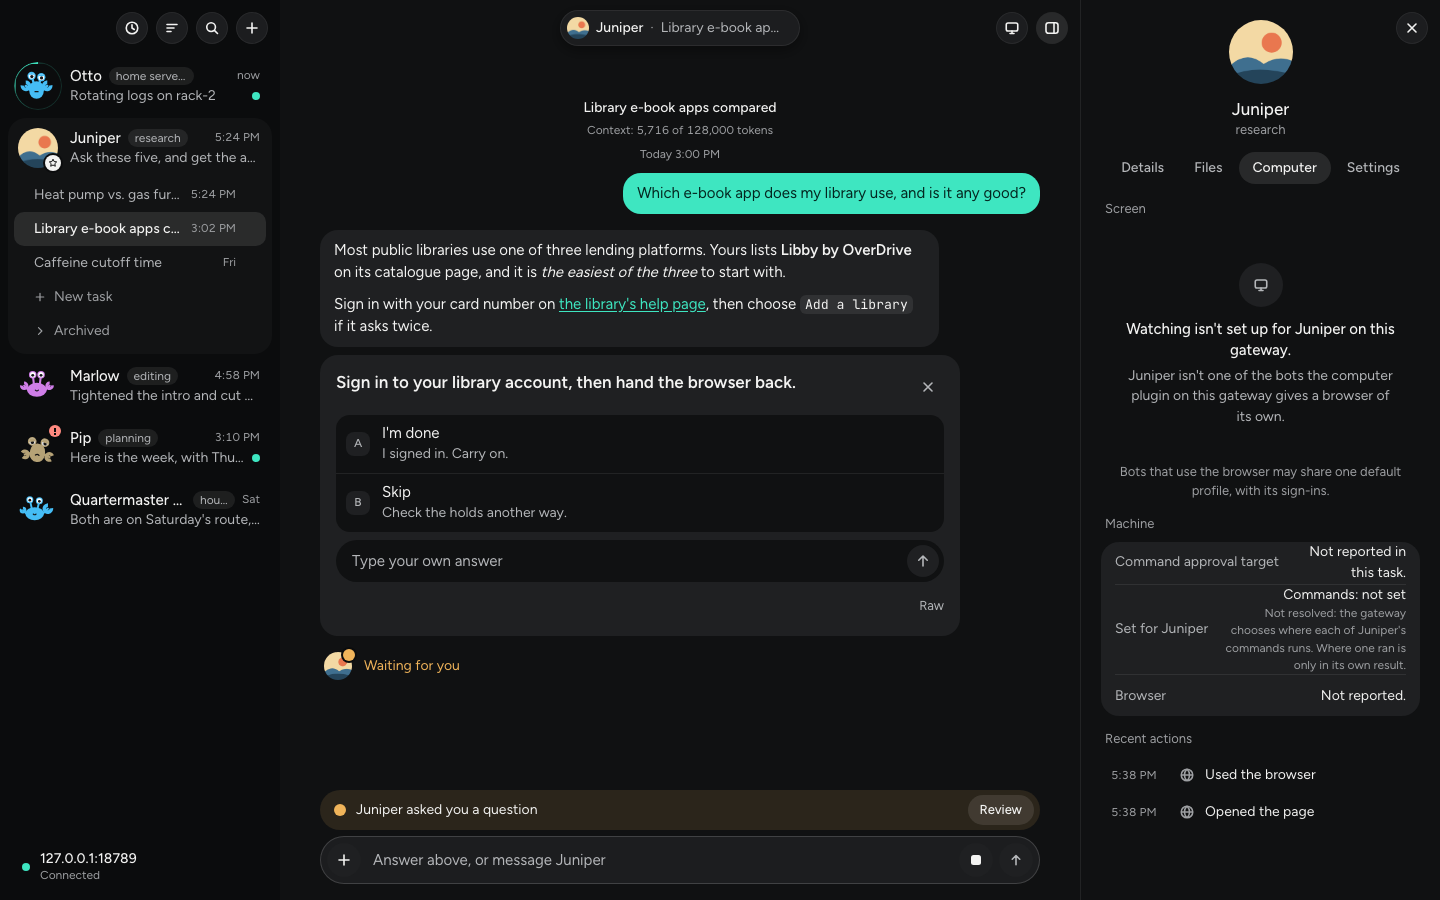 Otto home serve... now
Rotating logs on rack-2
Juniper research 5:24 PM
Ask these five, and get the a...
Heat pump vs. gas fur... 5:24 PM
Library e-book apps c... 3:02 PM
Caffeine cutoff time Fri
New task
Archived
Marlow editing 4:58 PM
Tightened the intro and cut ...
Pip planning 3:10 PM
Here is the week, with Thu...
Quartermaster ... hou... Sat
Both are on Saturday's route,...
127.0.0.1:18789
Connected
Juniper · Library e-book ap...
Library e-book apps compared
Context: 5,716 of 128,000 tokens
Today 3:00 PM
Which e-book app does my library use, and is it any good?
Most public libraries use one of three lending platforms. Yours lists Libby by OverDrive
on its catalogue page, and it is the easiest of the three to start with.
Sign in with your card number on the library's help page, then choose Add a library
if it asks twice.
Sign in to your library account, then hand the browser back.
A I'm done
I signed in. Carry on.
B Skip
Check the holds another way.
Type your own answer
Raw
Waiting for you
Juniper asked you a question Review
Answer above, or message Juniper
Juniper
research
Details Files Computer Settings
Screen
Watching isn't set up for Juniper on this
gateway.
Juniper isn't one of the bots the computer
plugin on this gateway gives a browser of
its own.
Bots that use the browser may share one default
profile, with its sign-ins.
Machine
Command approval target Not reported in
this task.
Set for Juniper Commands: not set
Not resolved: the gateway
chooses where each of Juniper's
commands runs. Where one ran is
only in its own result.
Browser Not reported.
Recent actions
5:38 PM Used the browser
5:38 PM Opened the page